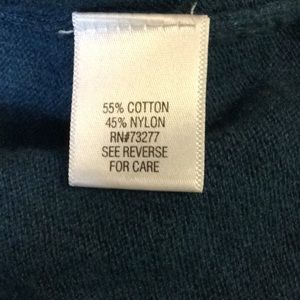 55% COTTON
45% NYLON
RN#73277
SEE REVERSE
FOR CARE